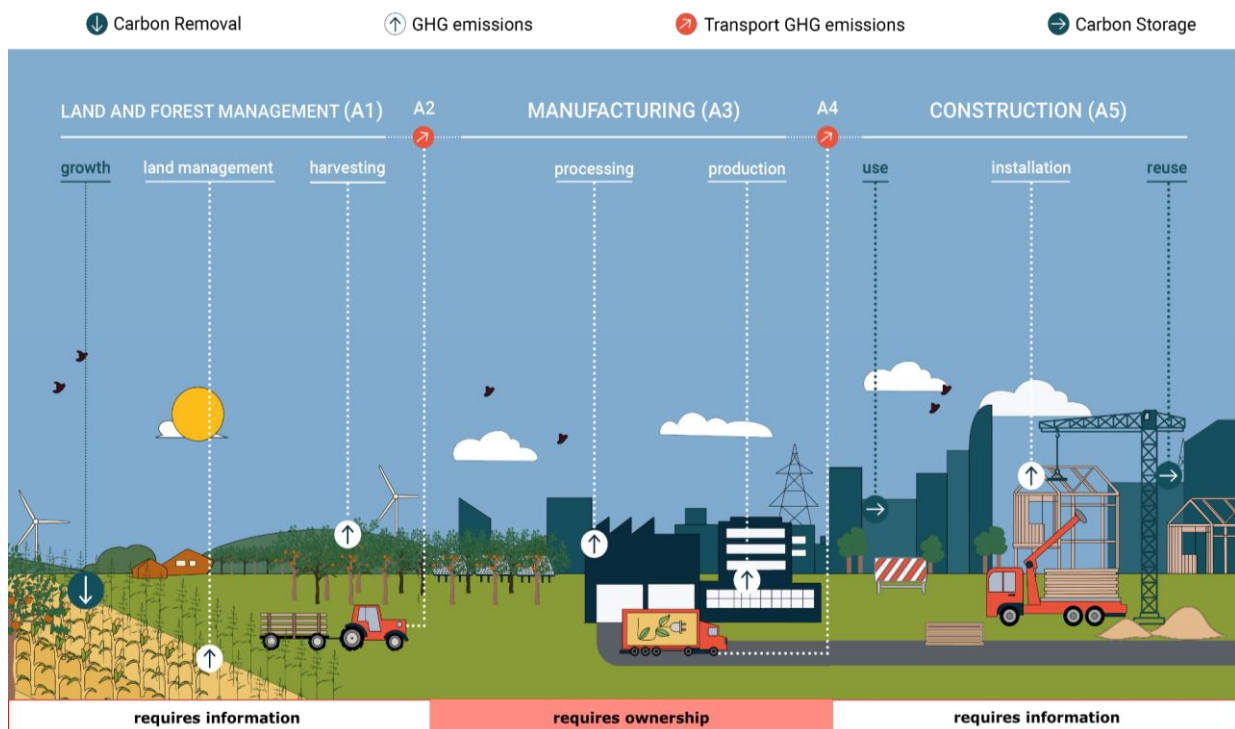 Carbon Removal
GHG emissions
Transport GHG emissions
Carbon Storage
LAND AND FOREST MANAGEMENT (A1)
A2
MANUFACTURING (A3)
A4
CONSTRUCTION (A5)
growth
land management
harvesting
processing
production
use
installation
reuse
requires information
requires ownership
requires information